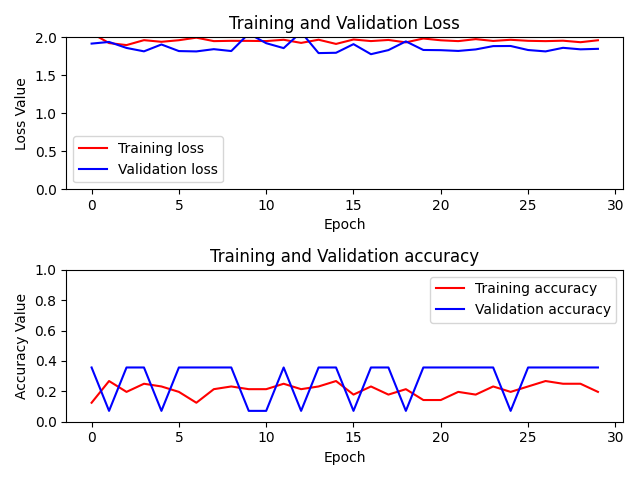 Training and Validation Loss
2.0
1.5
1.0
0.5
0.0
Loss Value
Training loss
Validation loss
0 5 10 15 20 25 30
Epoch
Training and Validation accuracy
1.0
0.8
0.6
0.4
0.2
0.0
Accuracy Value
Training accuracy
Validation accuracy
0 5 10 15 20 25 30
Epoch